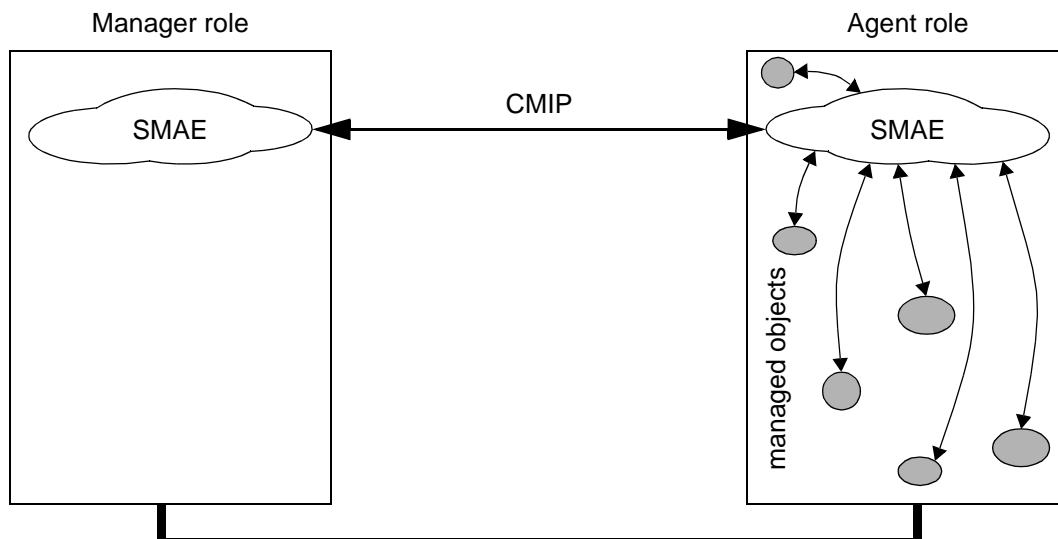 Manager role
Agent role
SMAE
CMIP
SMAE
managed objects